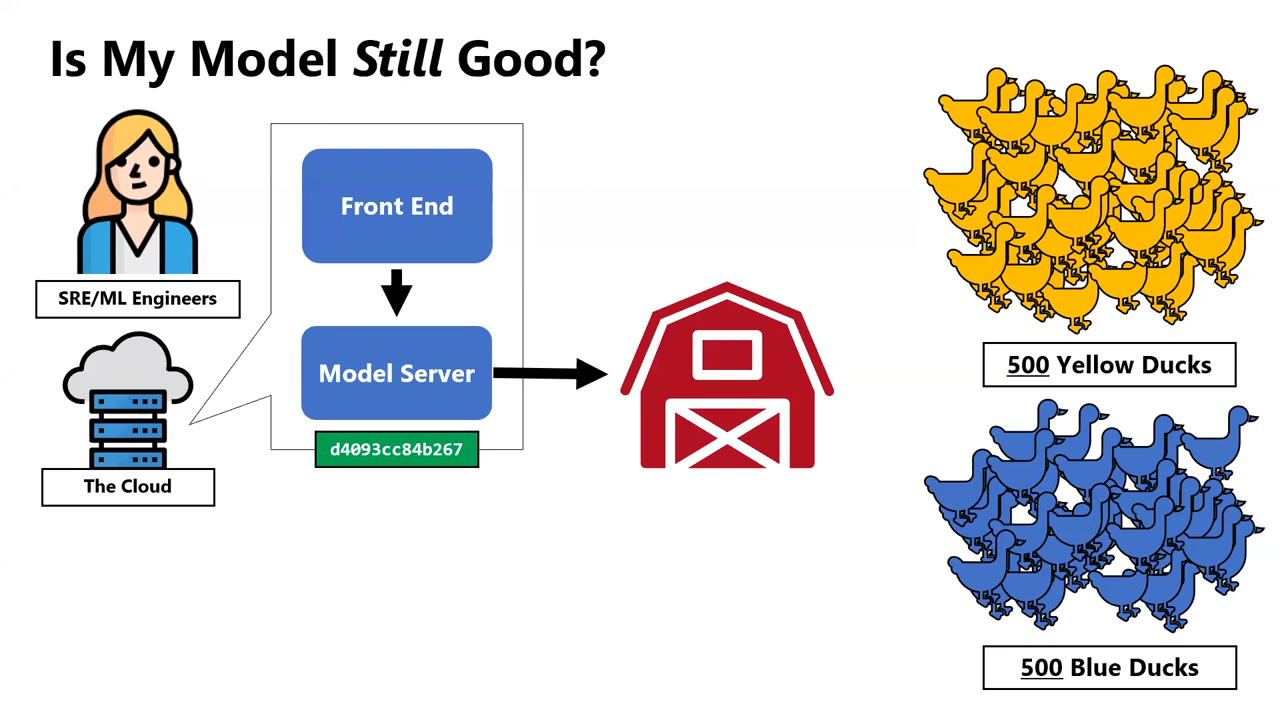 Is My Model Still Good?
SRE/ML Engineers
The Cloud
Front End
Model Server
d4093cc84b267
500 Yellow Ducks
500 Blue Ducks